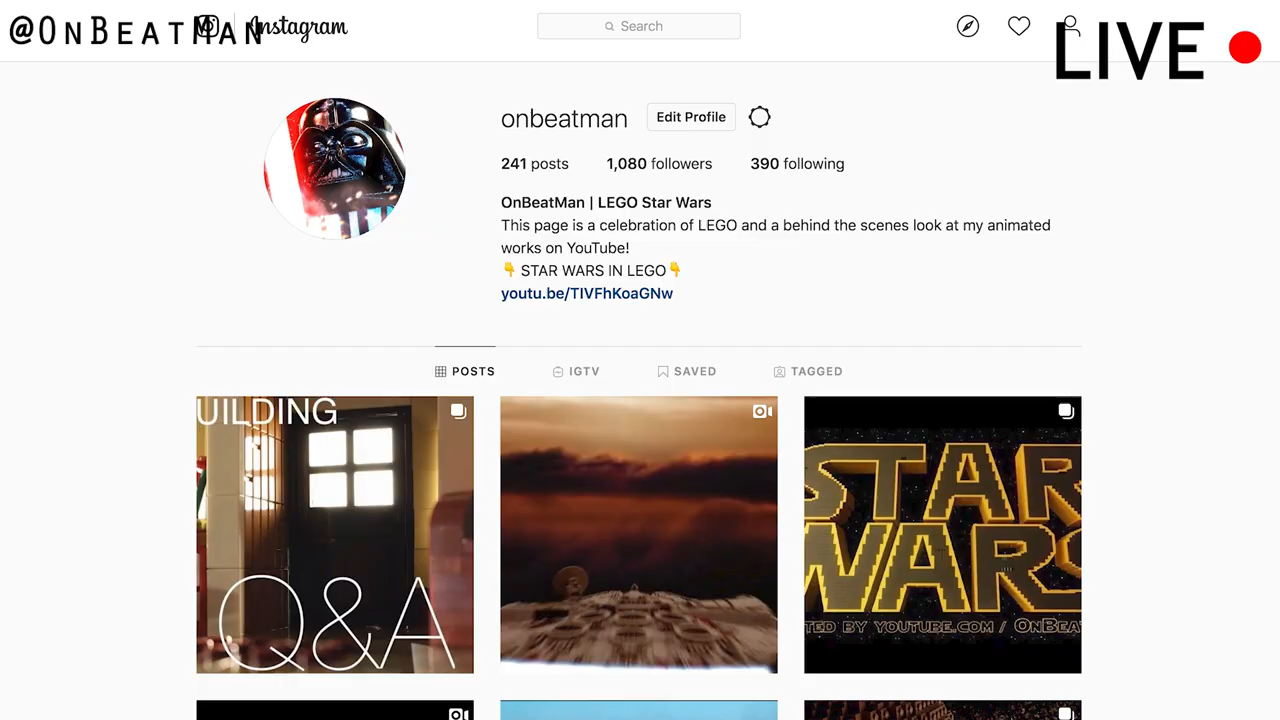 @OnBeatMan
Instagram
Search
LIVE
onbeatman
Edit Profile
241 posts
1,080 followers
390 following
OnBeatMan | LEGO Star Wars
This page is a celebration of LEGO and a behind the scenes look at my animated
works on YouTube!
👇 STAR WARS IN LEGO👇
youtu.be/TIVFhKoaGNw
POSTS
IGTV
SAVED
TAGGED
UILDING
Q&A
STAR
WARS
TED BY YOUTUBE.COM / ONBEA